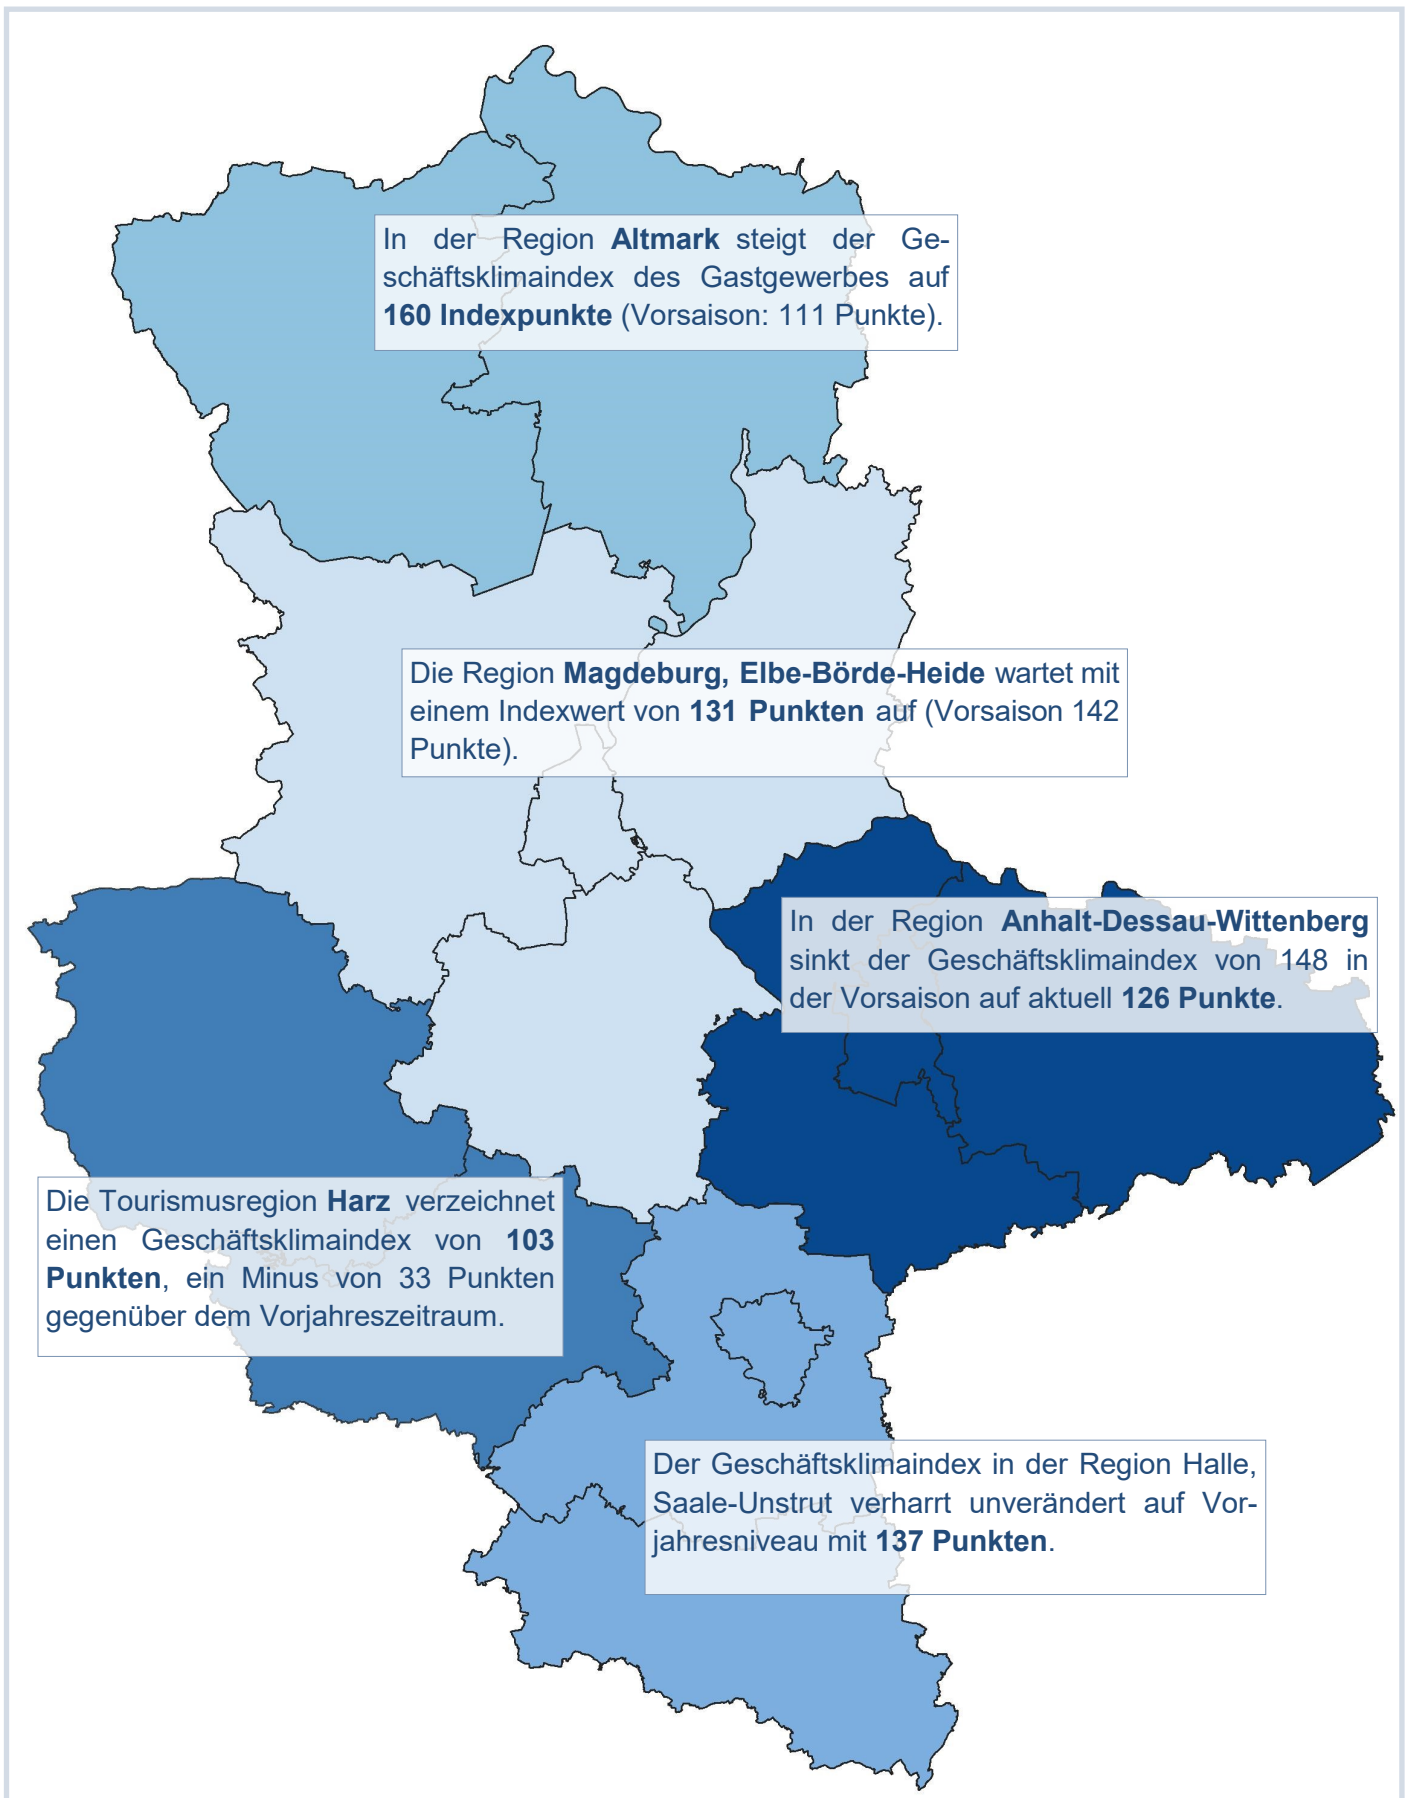 In der Region Altmark steigt der Ge-
schäftsklimaindex des Gastgewerbes auf
160 Indexpunkte (Vorsaison: 111 Punkte).
Die Region Magdeburg, Elbe-Börde-Heide wartet mit
einem Indexwert von 131 Punkten auf (Vorsaison 142
Punkte).
In der Region Anhalt-Dessau-Wittenberg
sinkt der Geschäftsklimaindex von 148 in
der Vorsaison auf aktuell 126 Punkte.
Die Tourismusregion Harz verzeichnet
einen Geschäftsklimaindex von 103
Punkten, ein Minus von 33 Punkten
gegenüber dem Vorjahreszeitraum.
Der Geschäftsklimaindex in der Region Halle,
Saale-Unstrut verharrt unverändert auf Vor-
jahresniveau mit 137 Punkten.